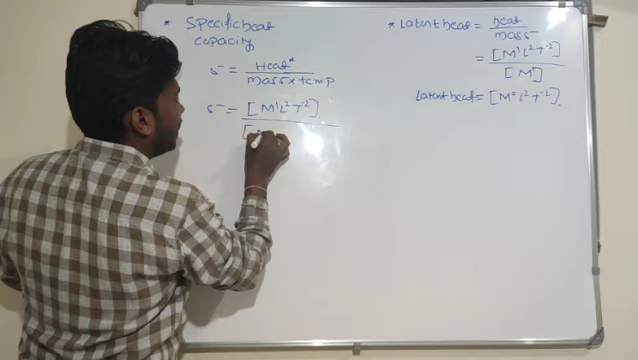 * Specific heat
capacity
s = Heat
mass x temp
s = [M¹L²T⁻²]
[
* Latent heat = heat
mass
= [M¹L²T⁻²]
[M¹]
Latent heat = [M⁰L²T⁻²].